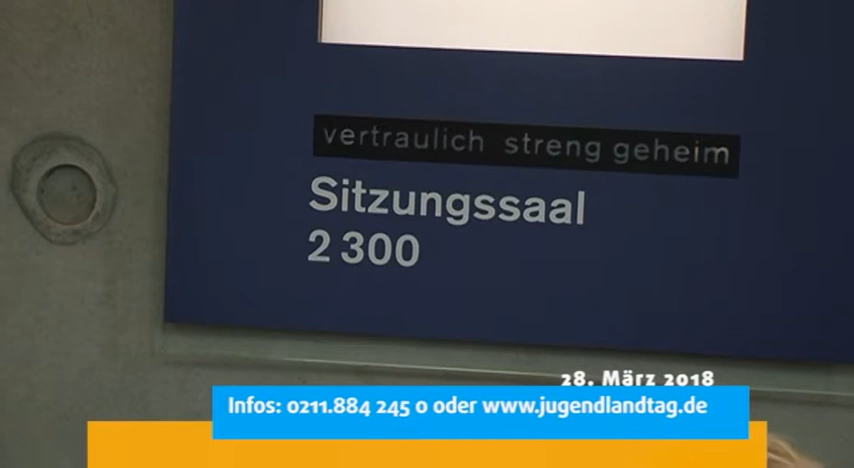 vertraulich streng geheim
Sitzungssaal
2 300
28. März 2018
Infos: 0211.884 245 0 oder www.jugendlandtag.de